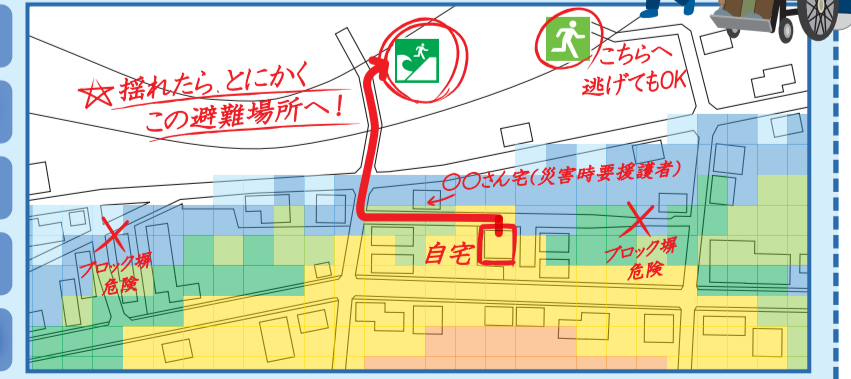 ☆揺れたら、とにかく
この避難場所へ!
こちらへ
逃げてもOK
〇〇さん宅(災害時要援護者)
自宅
ブロック塀
危険
ブロック塀
危険